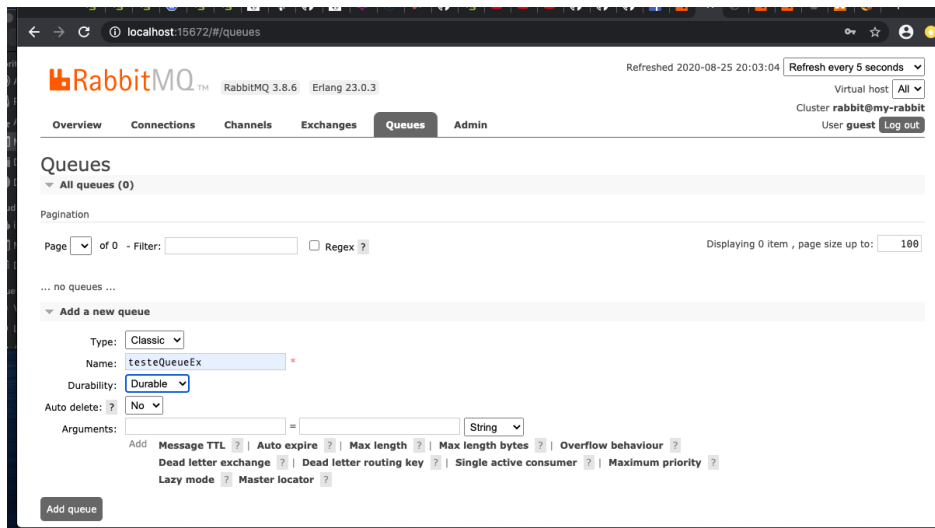 localhost:15672/#/queues
RabbitMQ TM RabbitMQ 3.8.6 Erlang 23.0.3
Refreshed 2020-08-25 20:03:04 Refresh every 5 seconds
Virtual host All
Cluster rabbit@my-rabbit
User guest Log out
Overview Connections Channels Exchanges Queues Admin
Queues
All queues (0)
Pagination
Page of 0 - Filter: Regex ? Displaying 0 item , page size up to: 100
... no queues ...
Add a new queue
Type: Classic
Name: testeQueueEx *
Durability: Durable
Auto delete: ? No
Arguments: = String
Add Message TTL ? | Auto expire ? | Max length ? | Max length bytes ? | Overflow behaviour ?
Dead letter exchange ? | Dead letter routing key ? | Single active consumer ? | Maximum priority ?
Lazy mode ? Master locator ?
Add queue